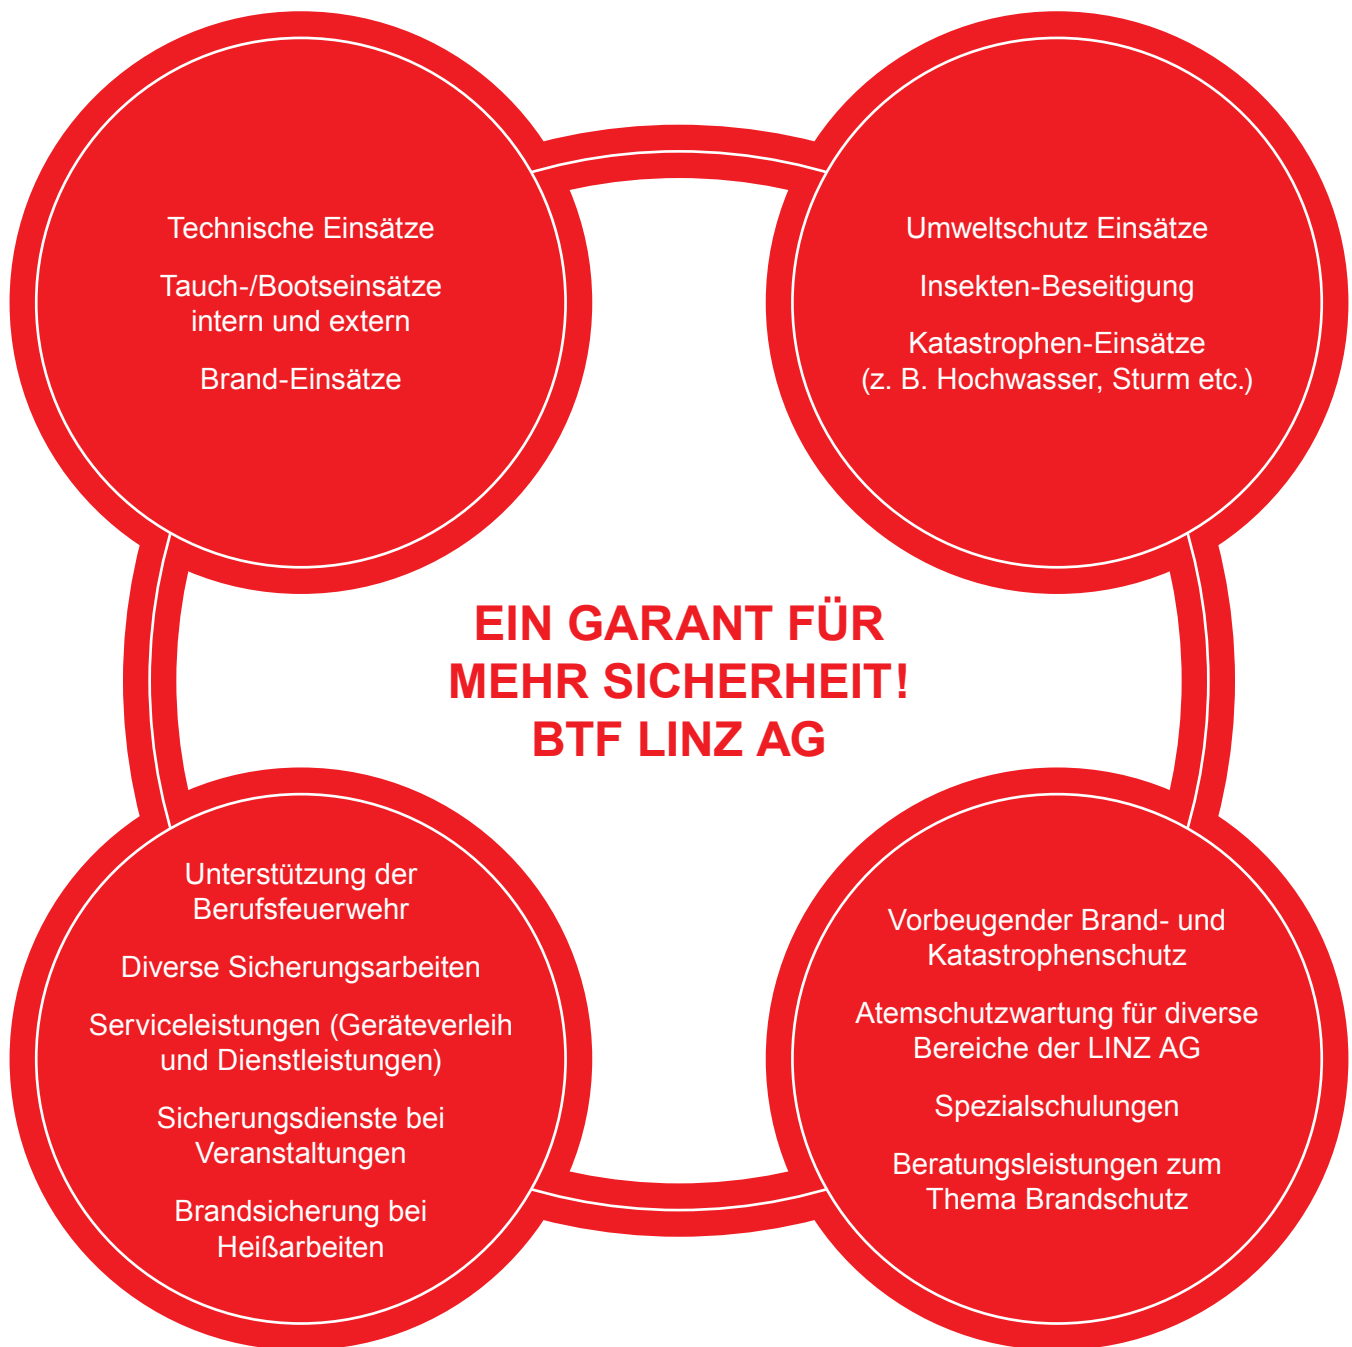 Technische Einsätze
Tauch-/Bootseinsätze
intern und extern
Brand-Einsätze
Umweltschutz Einsätze
Insekten-Beseitigung
Katastrophen-Einsätze
(z. B. Hochwasser, Sturm etc.)
EIN GARANT FÜR
MEHR SICHERHEIT!
BTF LINZ AG
Unterstützung der
Berufsfeuerwehr
Diverse Sicherungsarbeiten
Serviceleistungen (Geräteverleih
und Dienstleistungen)
Sicherungsdienste bei
Veranstaltungen
Brandsicherung bei
Heißarbeiten
Vorbeugender Brand- und
Katastrophenschutz
Atemschutzwartung für diverse
Bereiche der LINZ AG
Spezialschulungen
Beratungsleistungen zum
Thema Brandschutz